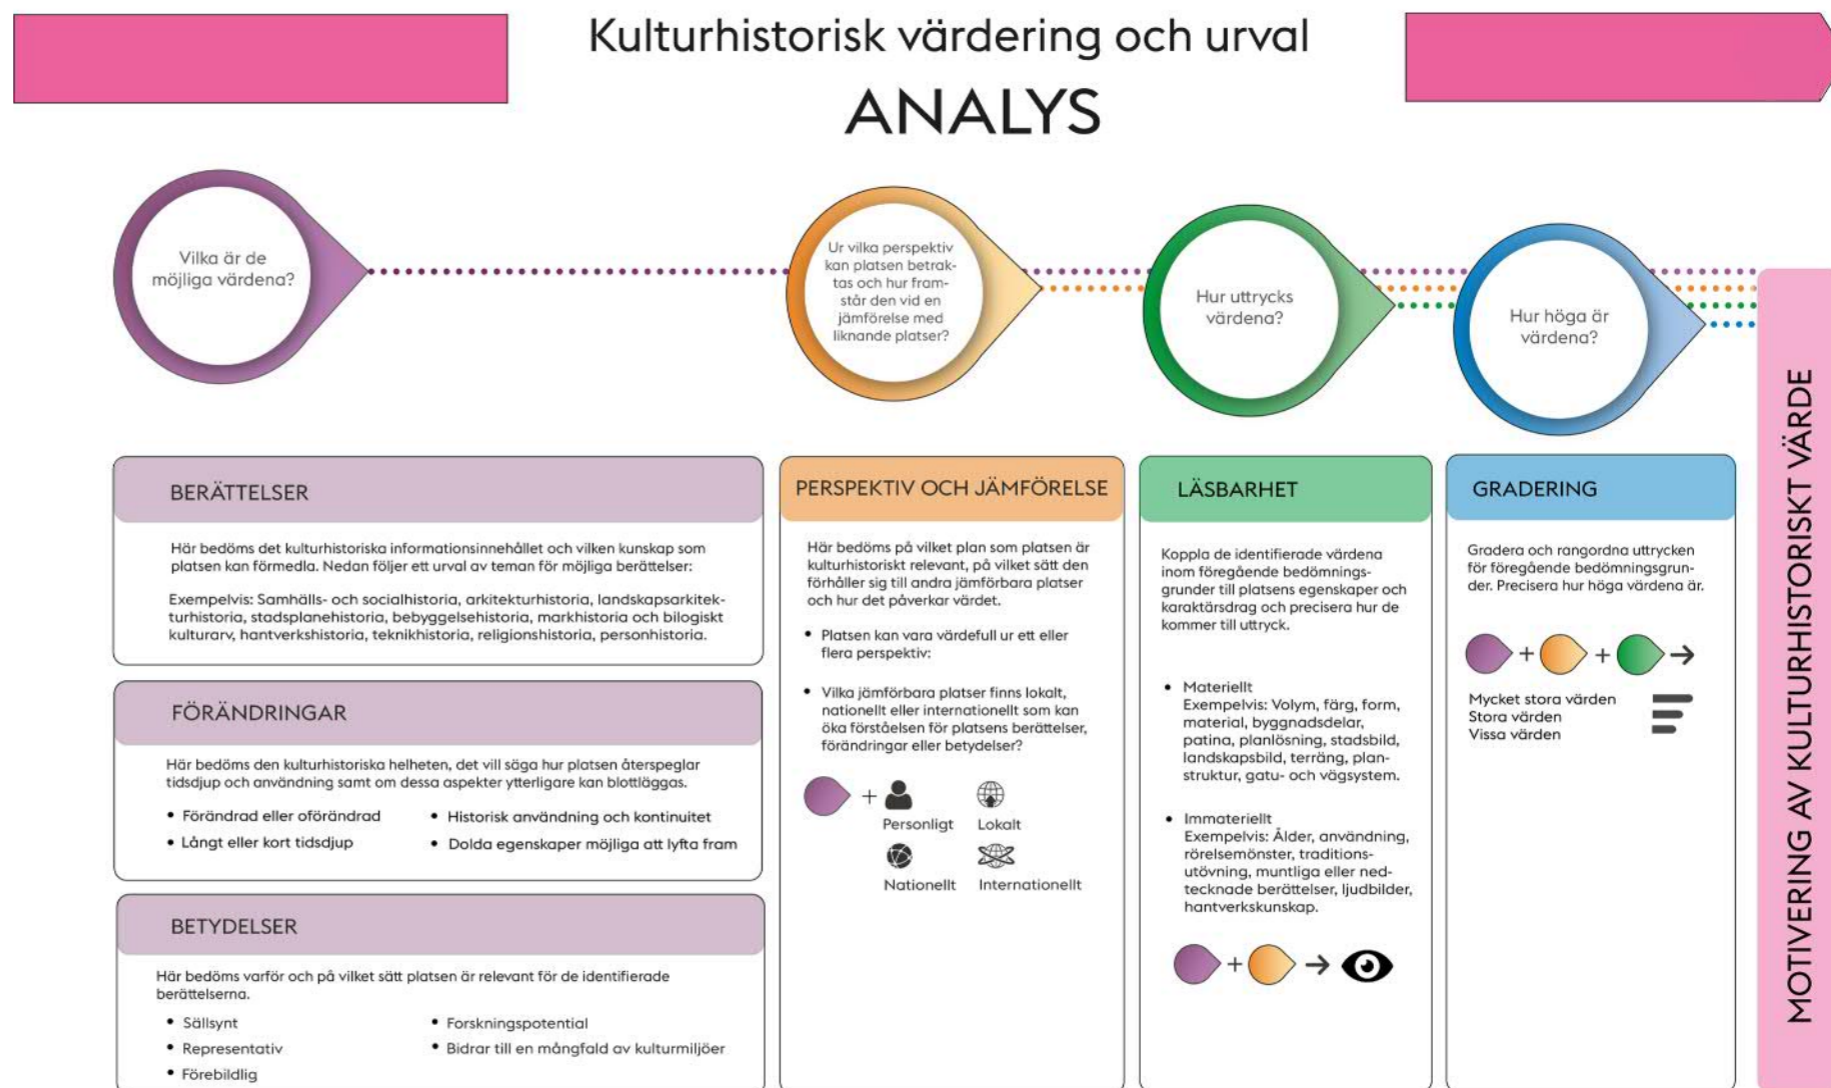 Kulturhistorisk värdering och urval
ANALYS
Vilka är de
möjliga värdena?
Ur vilka perspektiv
kan platsen betrak-
tas och hur fram-
står den vid en
jämförelse med
liknande platser?
Hur uttrycks
värdena?
Hur höga är
värdena?
BERÄTTELSER
Här bedöms det kulturhistoriska informationsinnehållet och vilken kunskap som
platsen kan förmedla. Nedan följer ett urval av teman för möjliga berättelser:
Exempelvis: Samhälls- och socialhistoria, arkitekturhistoria, landskapsarkitek-
turhistoria, stadsplanehistoria, bebyggelsehistoria, markhistoria och bilogiskt
kulturarv, hantverkshistoria, teknikhistoria, religionshistoria, personhistoria.
FÖRÄNDRINGAR
Här bedöms den kulturhistoriska helheten, det vill säga hur platsen återspeglar
tidsdjup och användning samt om dessa aspekter ytterligare kan blottläggas.
• Förändrad eller oförändrad
• Långt eller kort tidsdjup
• Historisk användning och kontinuitet
• Dolda egenskaper möjliga att lyfta fram
BETYDELSER
Här bedöms varför och på vilket sätt platsen är relevant för de identifierade
berättelserna.
• Sällsynt
• Representativ
• Förebildlig
• Forskningspotential
• Bidrar till en mångfald av kulturmiljöer
PERSPEKTIV OCH JÄMFÖRELSE
Här bedöms på vilket plan som platsen är
kulturhistoriskt relevant, på vilket sätt den
förhåller sig till andra jämförbara platser
och hur det påverkar värdet.
• Platsen kan vara värdefull ur ett eller
flera perspektiv:
• Vilka jämförbara platser finns lokalt,
nationellt eller internationellt som kan
öka förståelsen för platsens berättelser,
förändringar eller betydelser?
+
Personligt Lokalt
Nationellt Internationellt
LÄSBARHET
Koppla de identifierade värdena
inom föregående bedömnings-
grunder till platsens egenskaper och
karaktärsdrag och precisera hur de
kommer till uttryck.
• Materiellt
Exempelvis: Volym, färg, form,
material, byggnadsdelar,
patina, planlösning, stadsbild,
landskapsbild, terräng, plan-
struktur, gatu- och vägsystem.
• Immateriellt
Exempelvis: Ålder, användning,
rörelsemönster, traditions-
utövning, muntliga eller ned-
tecknade berättelser, ljudbilder,
hantverkskunskap.
+ →
GRADERING
Gradera och rangordna uttrycken
för föregående bedömningsgrun-
der. Precisera hur höga värdena är.
+ + →
Mycket stora värden
Stora värden
Vissa värden
MOTIVERING AV KULTURHISTORISKT VÄRDE